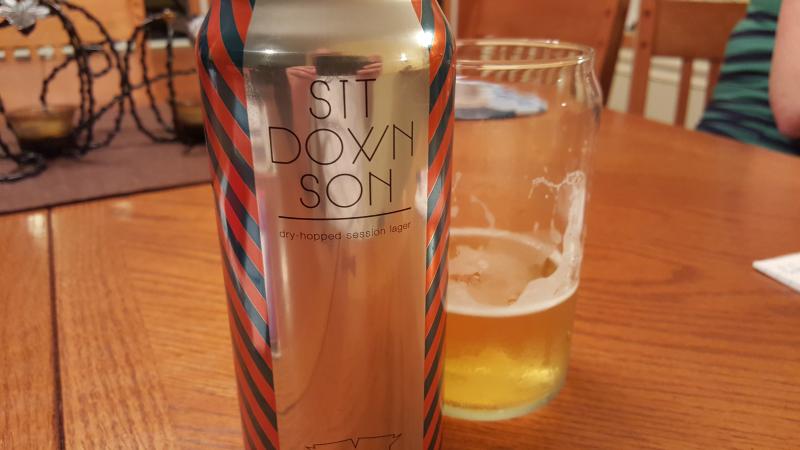 SIT
DOWN
SON
dry-hopped session lager